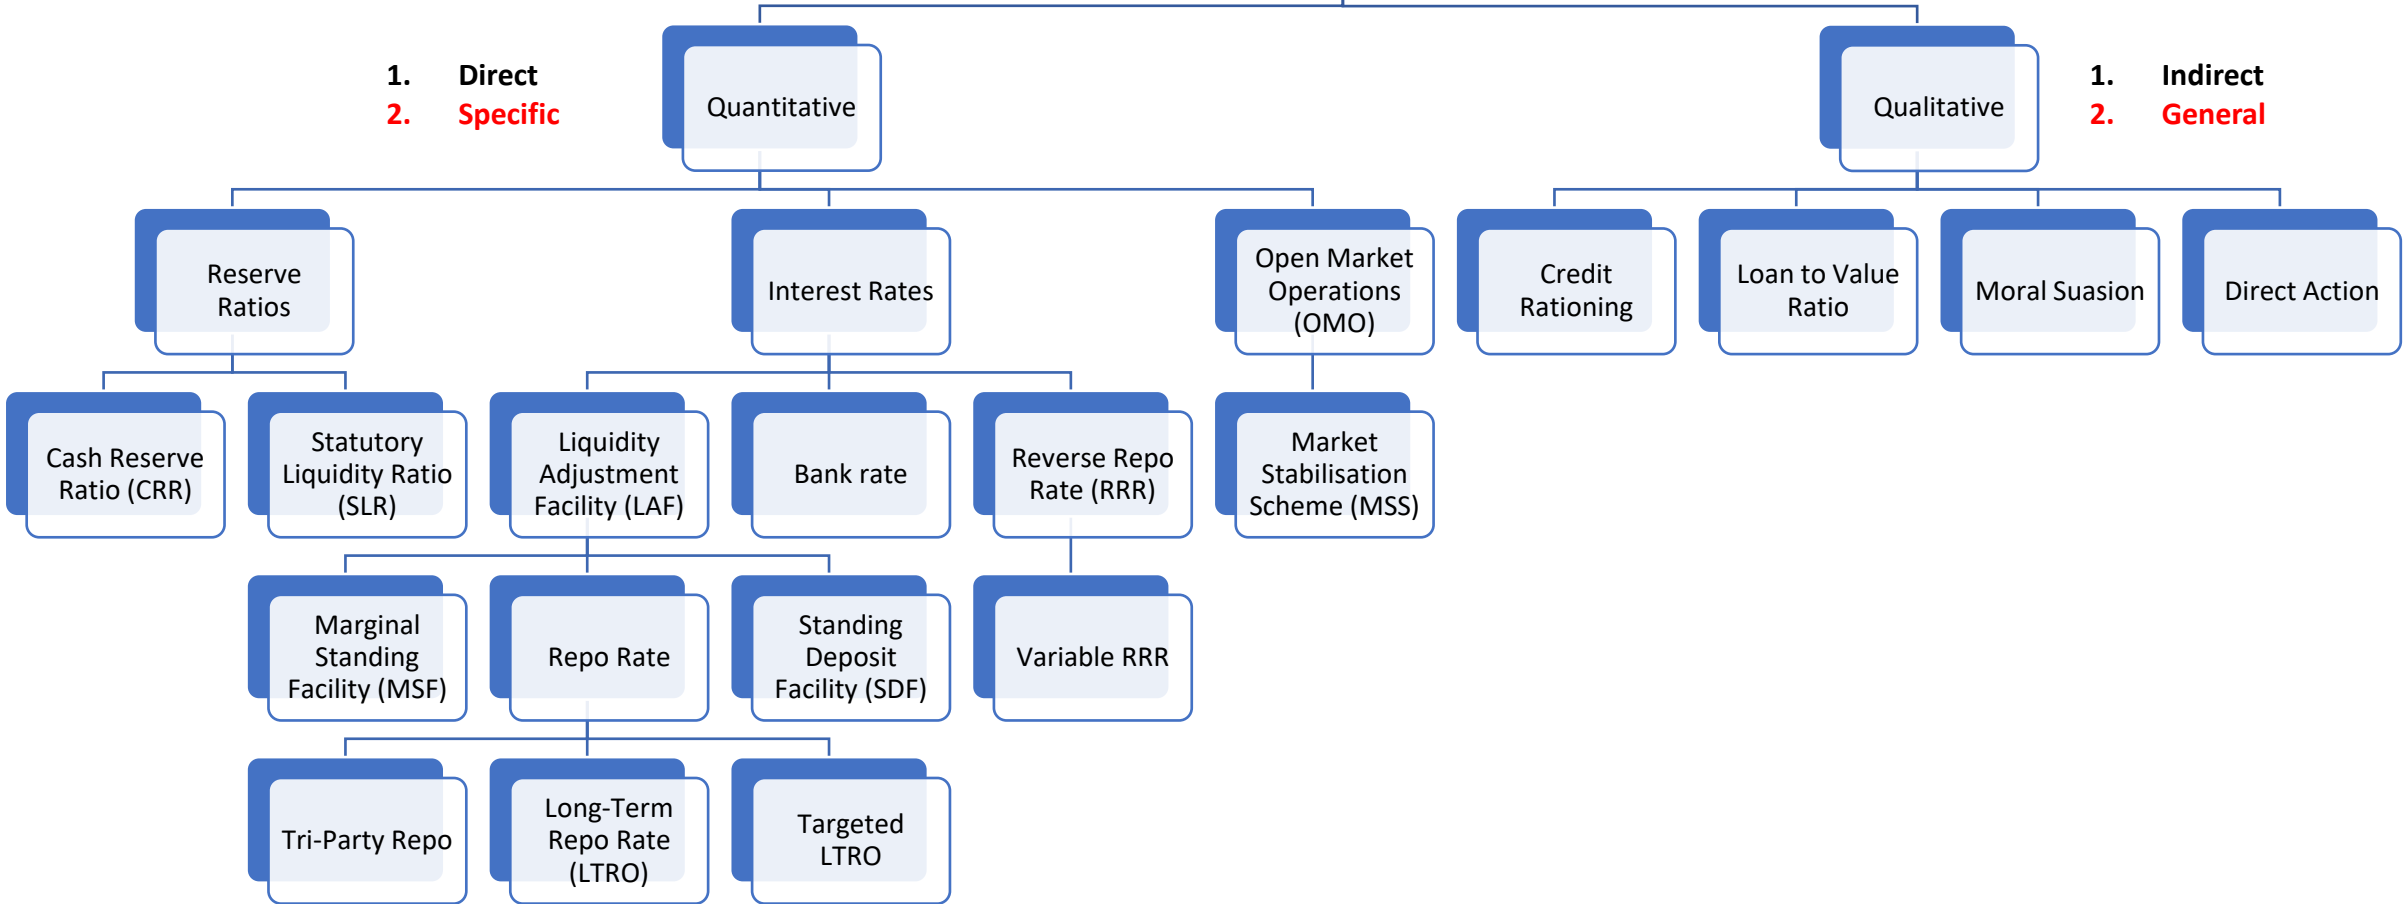 1. Direct
2. Specific
Quantitative
Qualitative
1. Indirect
2. General
Reserve
Ratios
Interest Rates
Open Market
Operations
(OMO)
Credit
Rationing
Loan to Value
Ratio
Moral Suasion
Direct Action
Cash Reserve
Ratio (CRR)
Statutory
Liquidity Ratio
(SLR)
Liquidity
Adjustment
Facility (LAF)
Bank rate
Reverse Repo
Rate (RRR)
Market
Stabilisation
Scheme (MSS)
Marginal
Standing
Facility (MSF)
Repo Rate
Standing
Deposit
Facility (SDF)
Variable RRR
Tri-Party Repo
Long-Term
Repo Rate
(LTRO)
Targeted
LTRO